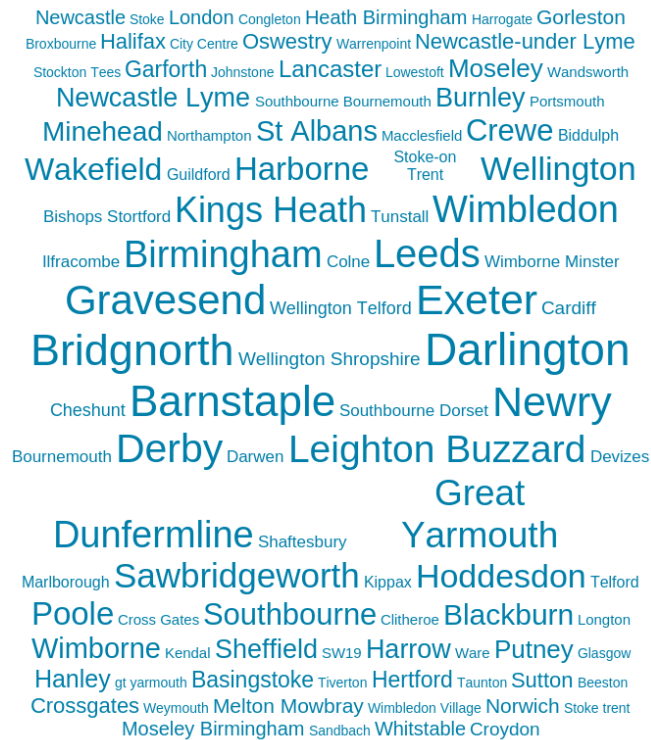 Newcastle Stoke London Congleton Heath Birmingham Harrogate Gorleston
Broxbourne Halifax City Centre Oswestry Warrenpoint Newcastle-under Lyme
Stockton Tees Garforth Johnstone Lancaster Lowestoft Moseley Wandsworth
Newcastle Lyme Southbourne Bournemouth Burnley Portsmouth
Minehead Northampton St Albans Macclesfield Crewe Biddulph
Wakefield Guildford Harborne Stoke-on Trent Wellington
Bishops Stortford Kings Heath Tunstall Wimbledon
Ilfracombe Birmingham Colne Leeds Wimborne Minster
Gravesend Wellington Telford Exeter Cardiff
Bridgnorth Wellington Shropshire Darlington
Cheshunt Barnstaple Southbourne Dorset Newry
Bournemouth Derby Darwen Leighton Buzzard Devizes
Dunfermline Shaftesbury Great Yarmouth
Marlborough Sawbridgeworth Kippax Hoddesdon Telford
Poole Cross Gates Southbourne Clitheroe Blackburn Longton
Wimborne Kendal Sheffield SW19 Harrow Ware Putney Glasgow
Hanley gt yarmouth Basingstoke Tiverton Hertford Taunton Sutton Beeston
Crossgates Weymouth Melton Mowbray Wimbledon Village Norwich Stoke trent
Moseley Birmingham Sandbach Whitstable Croydon